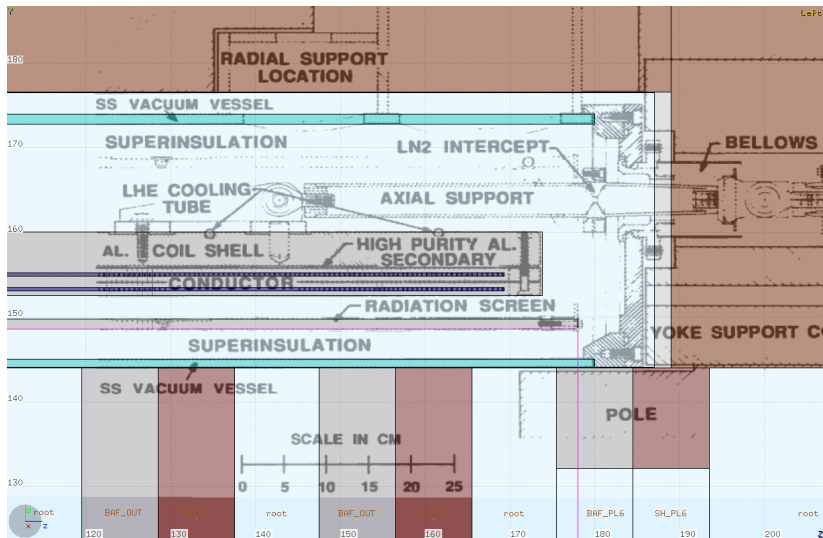 Y
Left
180
RADIAL SUPPORT
LOCATION
SS VACUUM VESSEL
SUPERINSULATION
170
LN2 INTERCEPT
BELLOWS
LHE COOLING
TUBE
AXIAL SUPPORT
160
AL. COIL SHELL
HIGH PURITY AL.
SECONDARY
CONDUCTOR
150
RADIATION SCREEN
SUPERINSULATION
YOKE SUPPORT CO
SS VACUUM VESSEL
140
POLE
SCALE IN CM
0 5 10 15 20 25
130
root BAF_OUT root BAF_OUT root BAF_PL6 SH_PL6 root
y
x z
120 130 140 150 160 170 180 190 200 Z